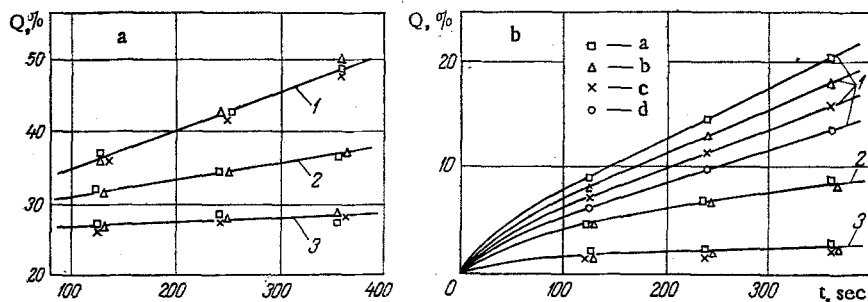 Q, % a
50
40
30
20
100 200 300 400
1
2
3
Q, % b
20
10
0
100 200 300 t, sec
□ — a
△ — b
× — c
○ — d
1
2
3